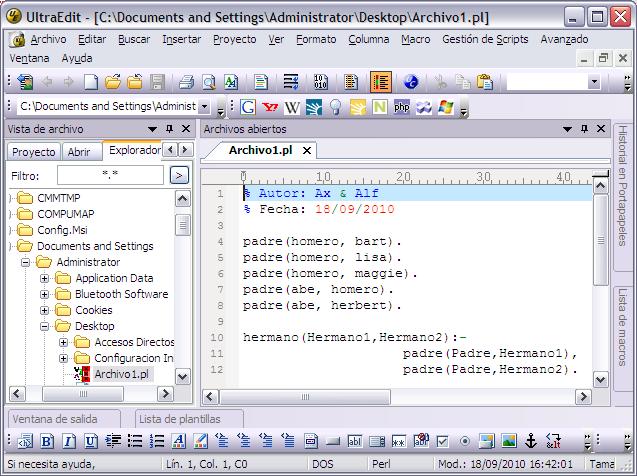 UltraEdit - [C:\Documents and Settings\Administrator\Desktop\Archivo1.pl]
Archivo Editar Buscar Insertar Proyecto Ver Formato Columna Macro Gestión de Scripts Avanzado
Ventana Ayuda
C:\Documents and Settings\Administ
G Y! W N php
Vista de archivo
Archivos abiertos
Proyecto Abrir Explorador
Archivo1.pl
Filtro: *.* >
0 10 20 30 40
CMMTMP
COMPUMAP
Config.Msi
Documents and Settings
Administrator
Application Data
Bluetooth Software
Cookies
Desktop
Accesos Directos
Configuracion In
Archivo1.pl
1 % Autor: Ax & Alf
2 % Fecha: 18/09/2010
3
4 padre(homero, bart).
5 padre(homero, lisa).
6 padre(homero, maggie).
7 padre(abe, homero).
8 padre(abe, herbert).
9
10 hermano(Hermano1,Hermano2):-
11 padre(Padre,Hermano1),
12 padre(Padre,Hermano2).
Historial en Portapapeles
Lista de macros
Ventana de salida
Lista de plantillas
B I U
Si necesita ayuda,
Lín. 1, Col. 1, C0
DOS
Perl
Mod.: 18/09/2010 16:42:01
Tama